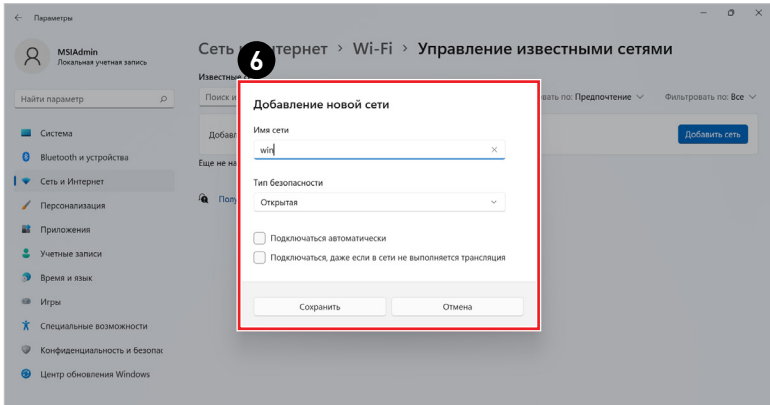 Параметры
MSIAdmin
Локальная учетная запись
Найти параметр
Система
Bluetooth и устройства
Сеть и Интернет
Персонализация
Приложения
Учетные записи
Время и язык
Игры
Специальные возможности
Конфиденциальность и безопас
Центр обновления Windows
Сеть и тернет > Wi-Fi > Управление известными сетями
6
Известные с
Поиск и
вать по: Предпочтение
Фильтровать по: Все
Добавл
Добавить сеть
Еще не на
Полу
Добавление новой сети
Имя сети
win
Тип безопасности
Открытая
Подключаться автоматически
Подключаться, даже если в сети не выполняется трансляция
Сохранить
Отмена